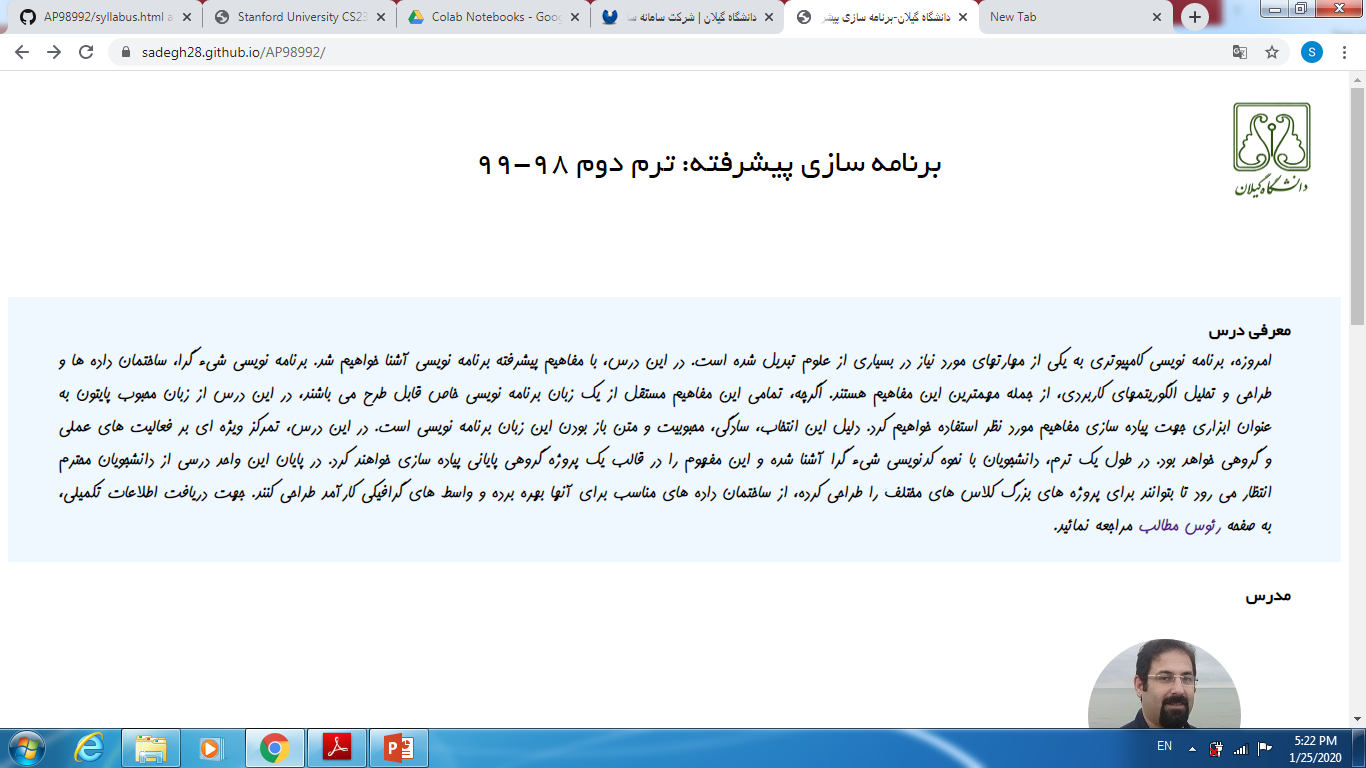 AP98992/syllabus.html a
Stanford University CS23
Colab Notebooks - Goog
دانشگاه گیلان | شرکت سامانه س
دانشگاه گیلان-برنامه سازی پیشر
New Tab
sadegh28.github.io/AP98992/
S
دانشگاه گیلان
برنامه سازی پیشرفته: ترم دوم ۹۸-۹۹
معرفی درس
امروزه، برنامه نویسی کامپیوتری به یکی از مهارتهای مورد نیاز در بسیاری از علوم تبدیل شده است. در این درس، با مفاهیم پیشرفته برنامه نویسی آشنا خواهیم شد. برنامه نویسی شیء گرا، ساختمان داده ها و
طراحی و تحلیل الگوریتمهای کاربردی، از جمله مهمترین این مفاهیم هستند. اگرچه، تمامی این مفاهیم مستقل از یک زبان برنامه نویسی خاص قابل طرح می باشند، در این درس از زبان محبوب پایتون به
عنوان ابزاری جهت پیاده سازی مفاهیم مورد نظر استفاده خواهیم کرد. دلیل این انتخاب، سادگی، محبوبیت و متن باز بودن این زبان برنامه نویسی است. در این درس، تمرکز ویژه ای بر فعالیت های عملی
و گروهی خواهد بود. در طول یک ترم، دانشجویان با نحوه کدنویسی شیء گرا آشنا شده و این مفهوم را در قالب یک پروژه گروهی پایانی پیاده سازی خواهند کرد. در پایان این واحد درسی از دانشجویان محترم
انتظار می رود تا بتوانند برای پروژه های بزرگ کلاس های مختلف را طراحی کرده، از ساختمان داده های مناسب برای آنها بهره برده و واسط های گرافیکی کارآمد طراحی کنند. جهت دریافت اطلاعات تکمیلی،
به صفحه رئوس مطالب مراجعه نمائید.
مدرس
EN
5:22 PM
1/25/2020